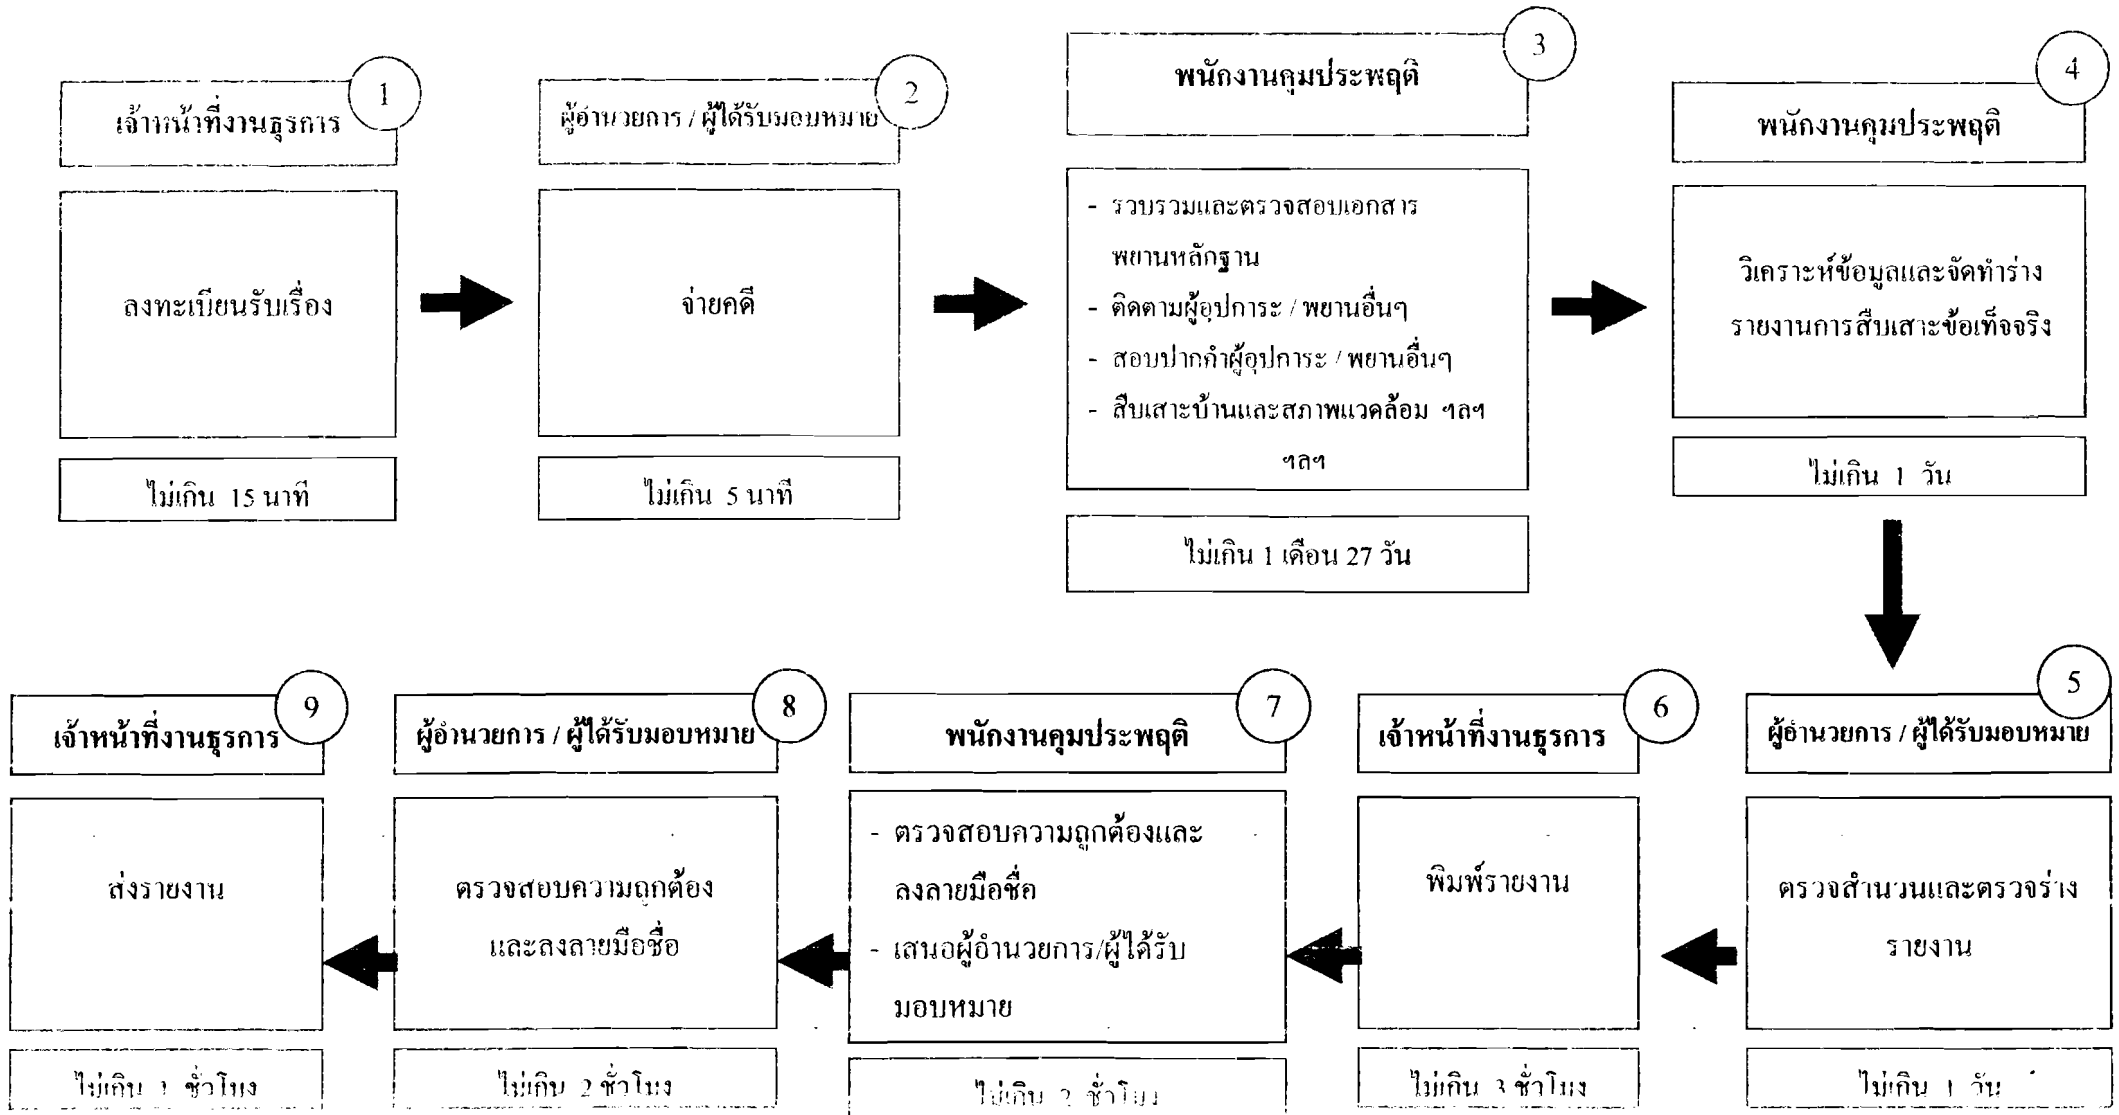 1
เจ้าหน้าที่งานธุรการ
ลงทะเบียนรับเรื่อง
ไม่เกิน 15 นาที
2
ผู้อำนวยการ / ผู้ได้รับมอบหมาย
จ่ายคดี
ไม่เกิน 5 นาที
3
พนักงานคุมประพฤติ
- รวบรวมและตรวจสอบเอกสาร
พยานหลักฐาน
- ติดตามผู้อุปการะ / พยานอื่นๆ
- สอบปากคำผู้อุปการะ / พยานอื่นๆ
- สืบเสาะบ้านและสภาพแวดล้อม ฯลฯ
ฯลฯ
ไม่เกิน 1 เดือน 27 วัน
4
พนักงานคุมประพฤติ
วิเคราะห์ข้อมูลและจัดทำร่าง
รายงานการสืบเสาะข้อเท็จจริง
ไม่เกิน 1 วัน
5
ผู้อำนวยการ / ผู้ได้รับมอบหมาย
ตรวจสำนวนและตรวจร่าง
รายงาน
ไม่เกิน 1 วัน
6
เจ้าหน้าที่งานธุรการ
พิมพ์รายงาน
ไม่เกิน 3 ชั่วโมง
7
พนักงานคุมประพฤติ
- ตรวจสอบความถูกต้องและ
ลงลายมือชื่อ
- เสนอผู้อำนวยการ/ผู้ได้รับ
มอบหมาย
ไม่เกิน 2 ชั่วโมง
8
ผู้อำนวยการ / ผู้ได้รับมอบหมาย
ตรวจสอบความถูกต้อง
และลงลายมือชื่อ
ไม่เกิน 2 ชั่วโมง
9
เจ้าหน้าที่งานธุรการ
ส่งรายงาน
ไม่เกิน 1 ชั่วโมง